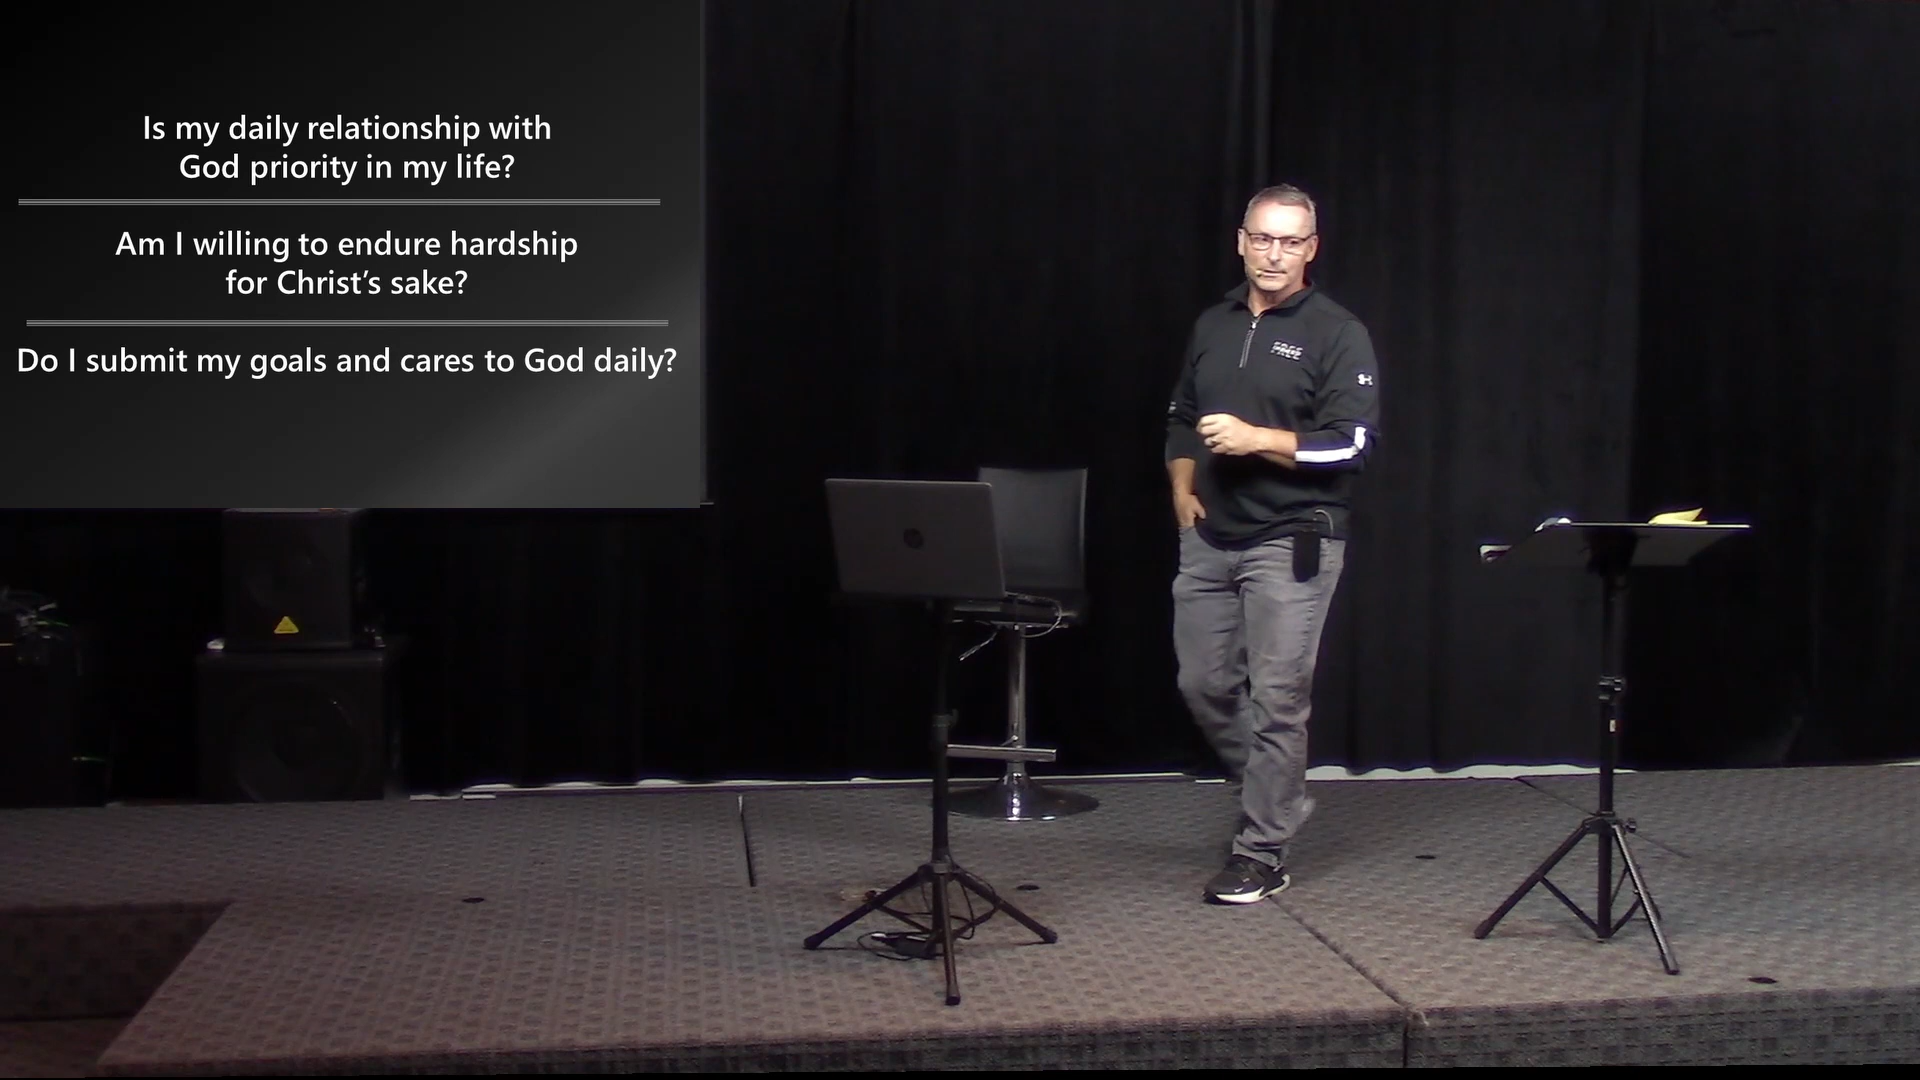 Is my daily relationship with
God priority in my life?
Am I willing to endure hardship
for Christ's sake?
Do I submit my goals and cares to God daily?